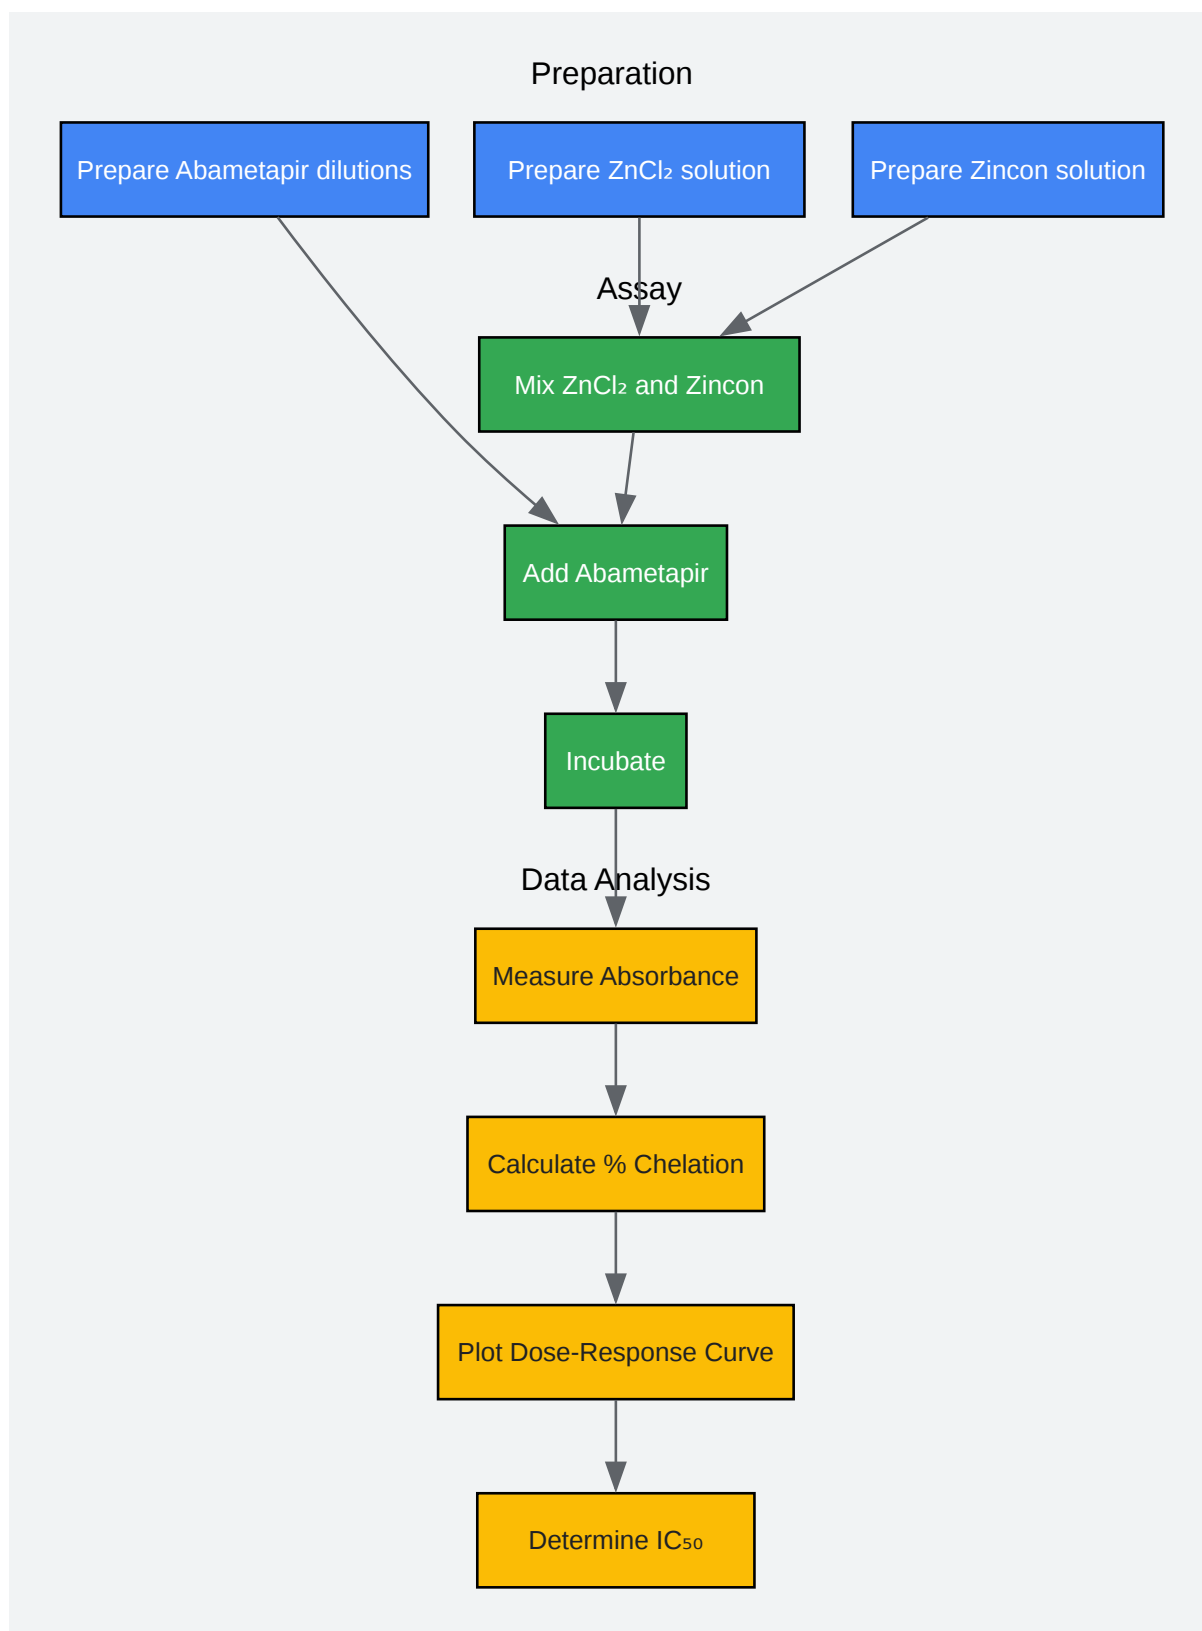 Preparation
Prepare Abametapir dilutions
Prepare ZnCl₂ solution
Prepare Zincon solution
Assay
Mix ZnCl₂ and Zincon
Add Abametapir
Incubate
Data Analysis
Measure Absorbance
Calculate % Chelation
Plot Dose-Response Curve
Determine IC₅₀